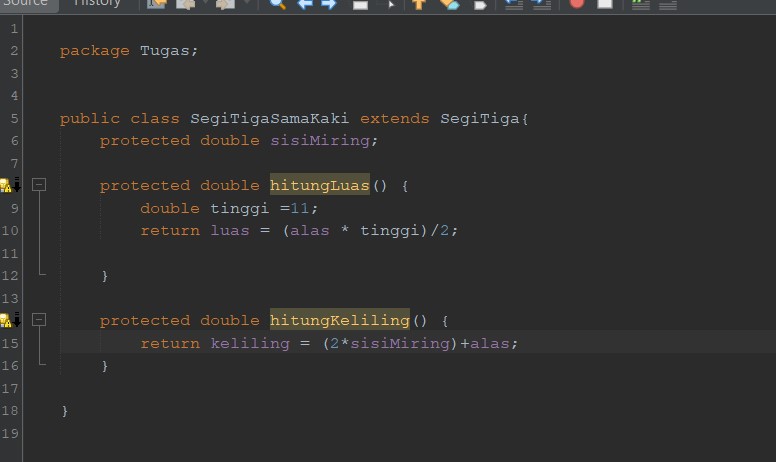 Source History
1
2 package Tugas;
3
4
5 public class SegiTigaSamaKaki extends SegiTiga{
6 protected double sisiMiring;
7
protected double hitungLuas() {
9 double tinggi =11;
10 return luas = (alas * tinggi)/2;
11
12 }
13
protected double hitungKeliling() {
15 return keliling = (2*sisiMiring)+alas;
16 }
17
18 }
19